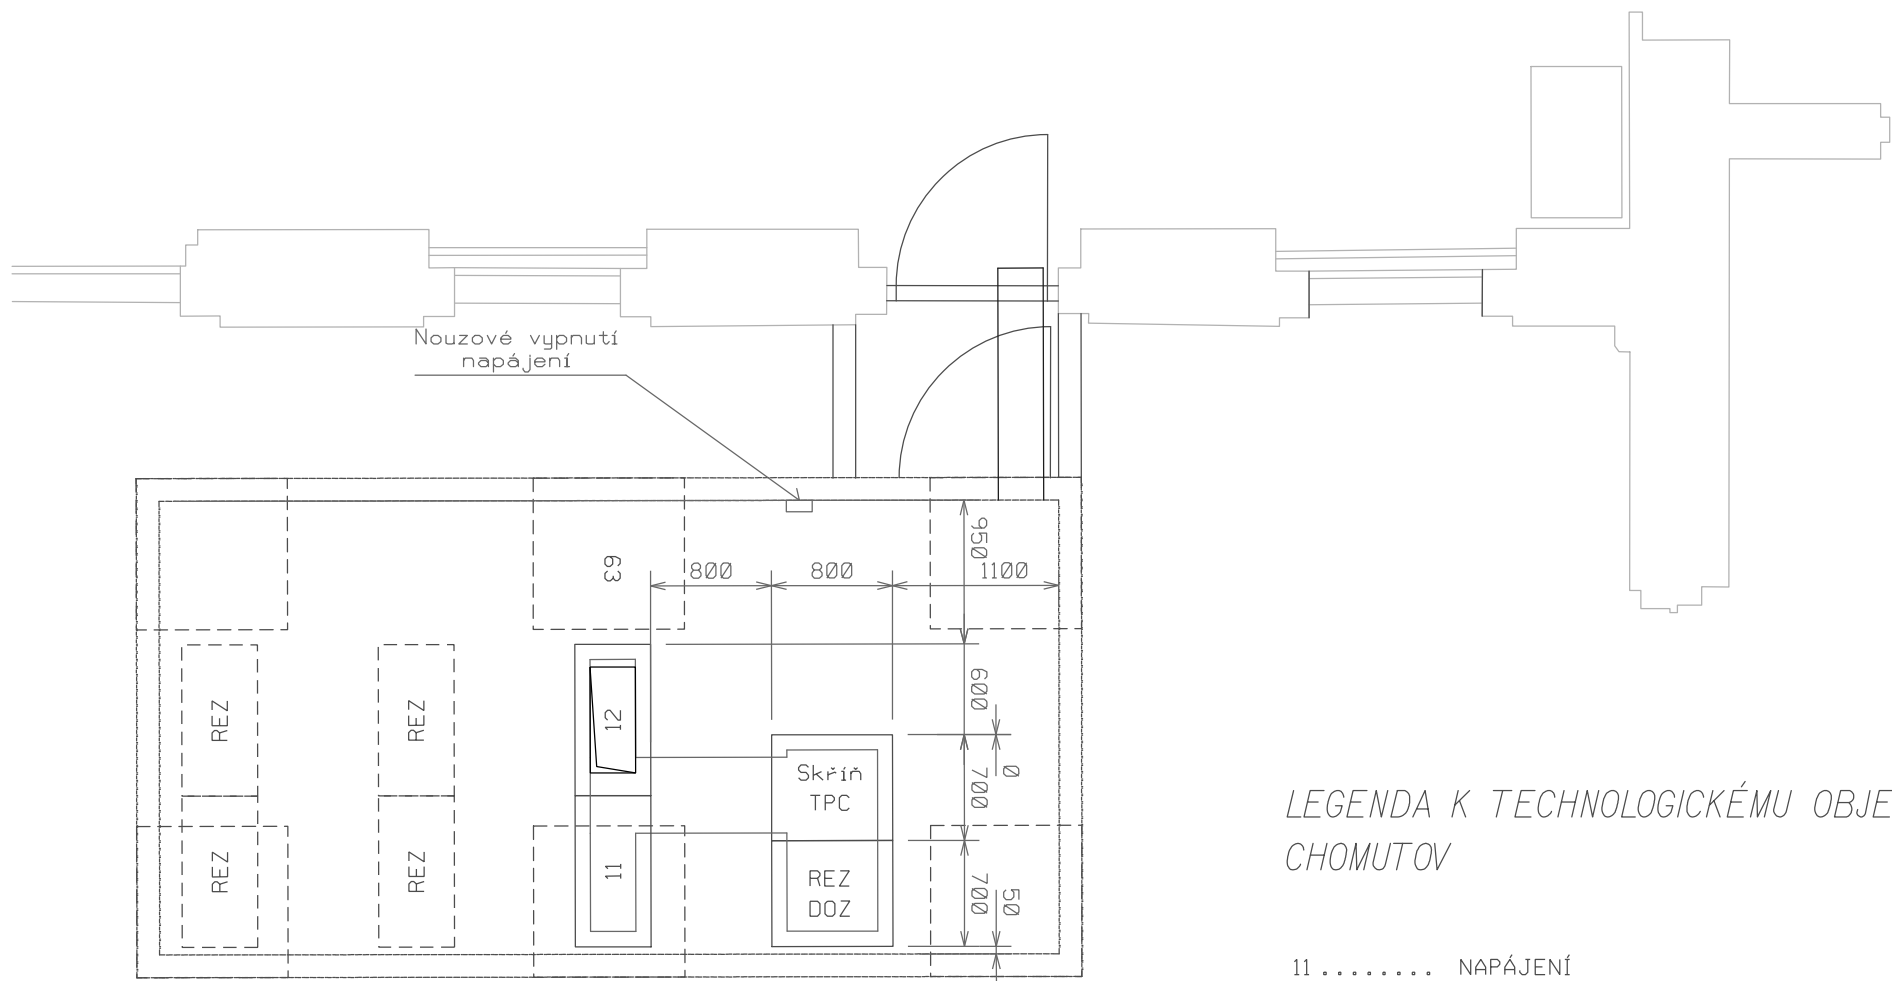 Nouzové vypnutí
napájení
950
63
800
800
1100
600
REZ
REZ
12
0
700
Skříň
TPC
REZ
REZ
11
REZ
DOZ
700
50
LEGENDA K TECHNOLOGICKÉMU OBJE
CHOMUTOV
11 ........ NAPÁJENÍ